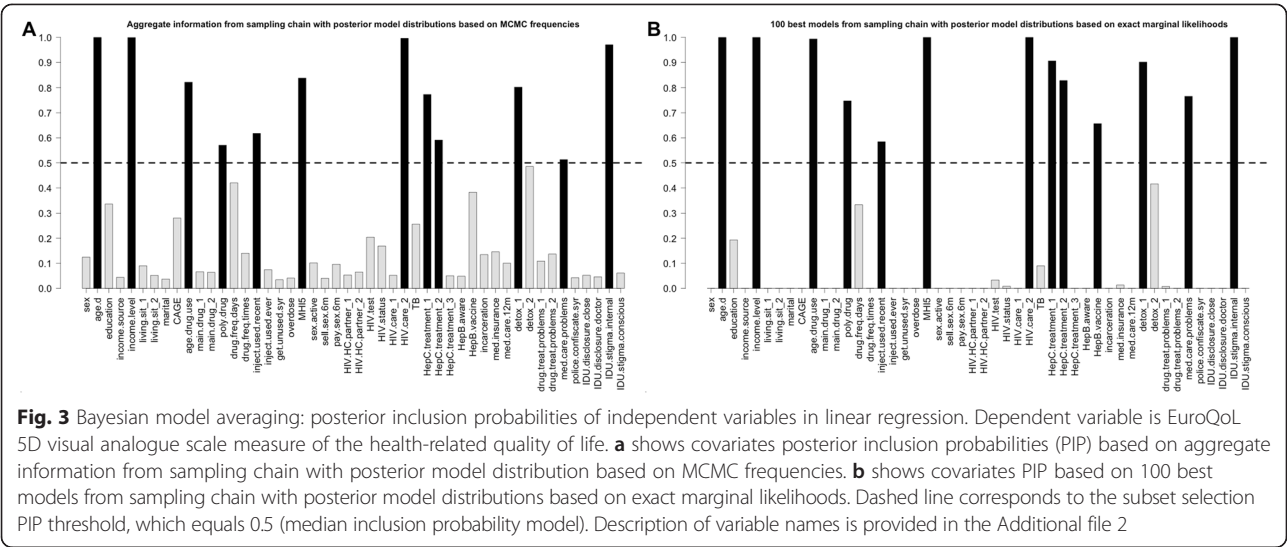 Aggregate information from sampling chain with posterior model distributions based on MCMC frequencies
A
1.0
0.9
0.8
0.7
0.6
0.5
0.4
0.3
0.2
0.1
0.0
sex
age.d
education
income.source
income.level
living.sit_1
living.sit_2
marital
CAGE
age.drug.use
main.drug_1
main.drug_2
poly.drug
drug.freq.days
drug.freq.times
inject.used.recent
inject.used.ever
get.unused.syr
overdose
MHI5
sex.active
sell.sex.6m
pay.sex.6m
HIV.HC.partner_1
HIV.HC.partner_2
HIV.test
HIV.status
HIV.care_1
HIV.care_2
TB
HepC.treatment_1
HepC.treatment_2
HepC.treatment_3
HepB.aware
HepB.vaccine
incarceration
med.insurance
med.care.12m
detox_1
detox_2
drug.treat.problems_1
drug.treat.problems_2
med.care.problems
police.confiscate.syr
IDU.disclosure.close
IDU.disclosure.doctor
IDU.stigma.internal
IDU.stigma.conscious
100 best models from sampling chain with posterior model distributions based on exact marginal likelihoods
B
1.0
0.9
0.8
0.7
0.6
0.5
0.4
0.3
0.2
0.1
0.0
sex
age.d
education
income.source
income.level
living.sit_1
living.sit_2
marital
CAGE
age.drug.use
main.drug_1
main.drug_2
poly.drug
drug.freq.days
drug.freq.times
inject.used.recent
inject.used.ever
get.unused.syr
overdose
MHI5
sex.active
sell.sex.6m
pay.sex.6m
HIV.HC.partner_1
HIV.HC.partner_2
HIV.test
HIV.status
HIV.care_1
HIV.care_2
TB
HepC.treatment_1
HepC.treatment_2
HepC.treatment_3
HepB.aware
HepB.vaccine
incarceration
med.insurance
med.care.12m
detox_1
detox_2
drug.treat.problems_1
drug.treat.problems_2
med.care.problems
police.confiscate.syr
IDU.disclosure.close
IDU.disclosure.doctor
IDU.stigma.internal
IDU.stigma.conscious
Fig. 3 Bayesian model averaging: posterior inclusion probabilities of independent variables in linear regression. Dependent variable is EuroQoL
5D visual analogue scale measure of the health-related quality of life. a shows covariates posterior inclusion probabilities (PIP) based on aggregate
information from sampling chain with posterior model distribution based on MCMC frequencies. b shows covariates PIP based on 100 best
models from sampling chain with posterior model distributions based on exact marginal likelihoods. Dashed line corresponds to the subset selection
PIP threshold, which equals 0.5 (median inclusion probability model). Description of variable names is provided in the Additional file 2